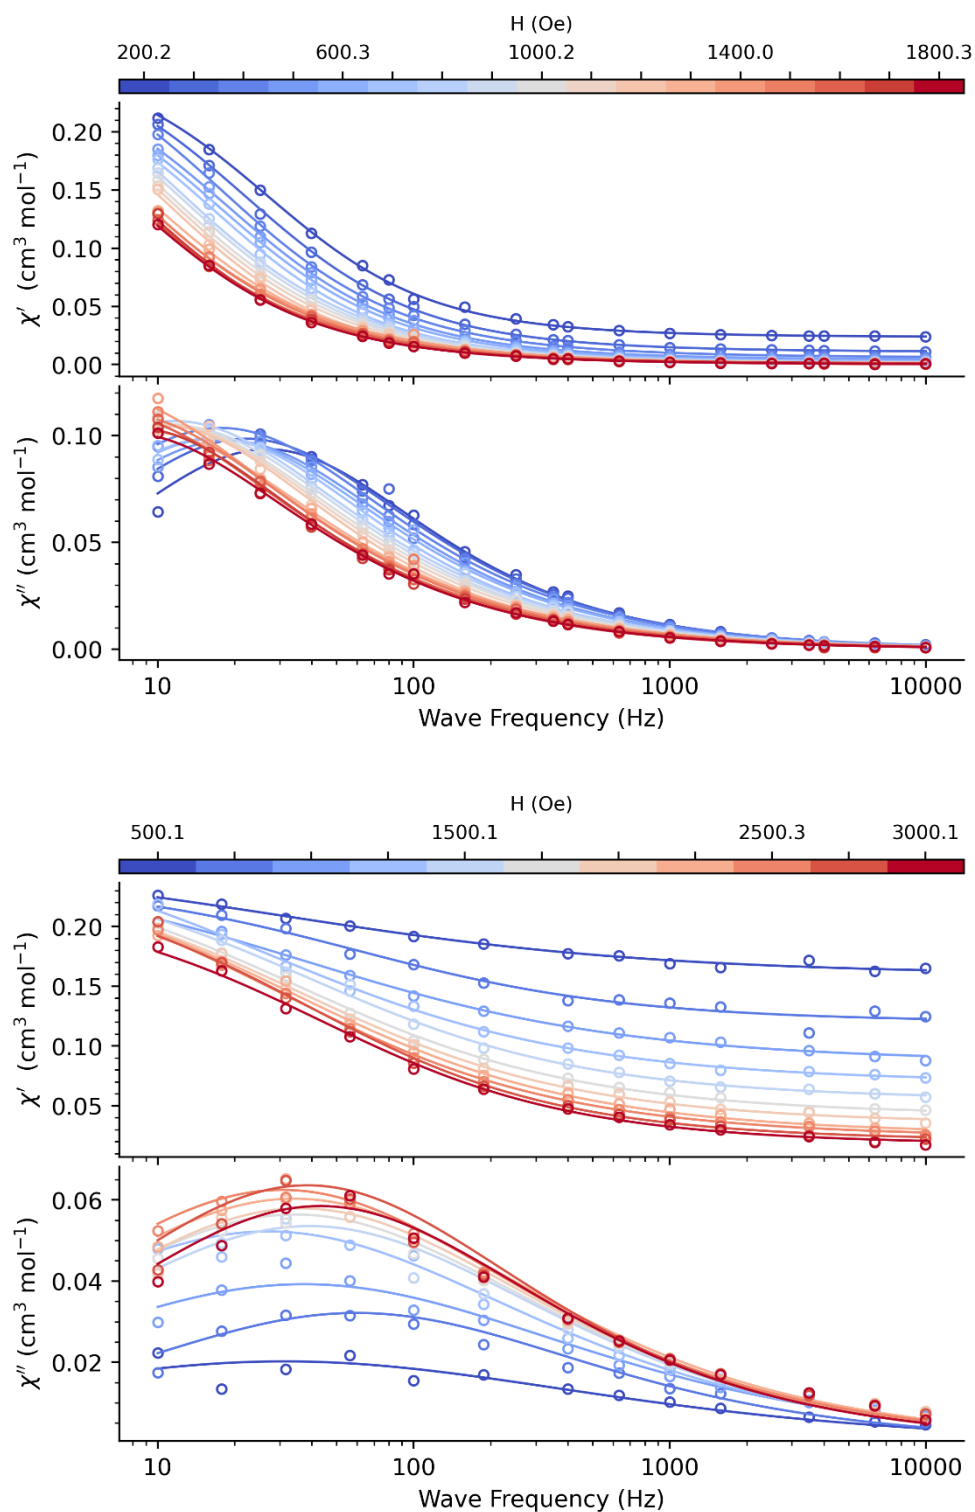 H (Oe)
200.2 600.3 1000.2 1400.0 1800.3
0.20
0.15
0.10
0.05
0.00
χ′ (cm³ mol⁻¹)
0.10
0.05
0.00
χ″ (cm³ mol⁻¹)
10 100 1000 10000
Wave Frequency (Hz)
H (Oe)
500.1 1500.1 2500.3 3000.1
0.20
0.15
0.10
0.05
χ′ (cm³ mol⁻¹)
0.06
0.04
0.02
χ″ (cm³ mol⁻¹)
10 100 1000 10000
Wave Frequency (Hz)